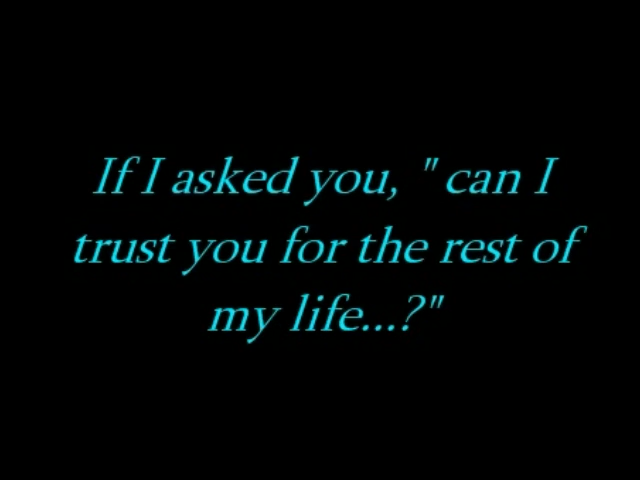 If I asked you, " can I
trust you for the rest of
my life...?"